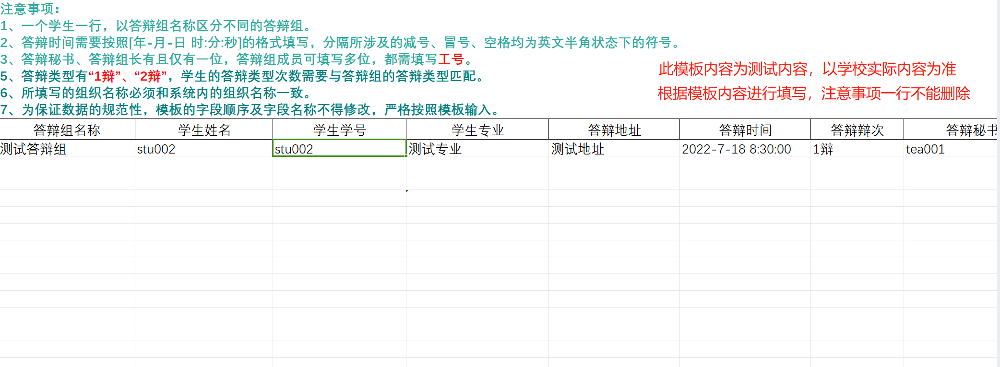 注意事项：
1、一个学生一行，以答辩组名称区分不同的答辩组。
2、答辩时间需要按照[年-月-日 时:分:秒]的格式填写，分隔所涉及的减号、冒号、空格均为英文半角状态下的符号。
3、答辩秘书、答辩组长有且仅有一位，答辩组成员可填写多位，都需填写工号。
5、答辩类型有“1辩”、“2辩”，学生的答辩类型次数需要与答辩组的答辩类型匹配。
6、所填写的组织名称必须和系统内的组织名称一致。
7、为保证数据的规范性，模板的字段顺序及字段名称不得修改，严格按照模板输入。
此模板内容为测试内容，以学校实际内容为准
根据模板内容进行填写，注意事项一行不能删除
答辩组名称 学生姓名 学生学号 学生专业 答辩地址 答辩时间 答辩辩次 答辩秘书
测试答辩组 stu002 stu002 测试专业 测试地址 2022-7-18 8:30:00 1辩 tea001